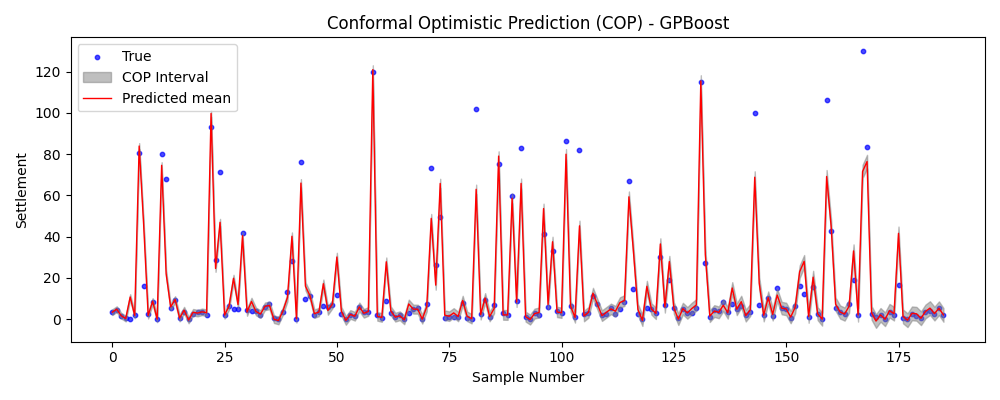 Conformal Optimistic Prediction (COP) - GPBoost
True
COP Interval
Predicted mean
Settlement
120
100
80
60
40
20
0
0 25 50 75 100 125 150 175
Sample Number